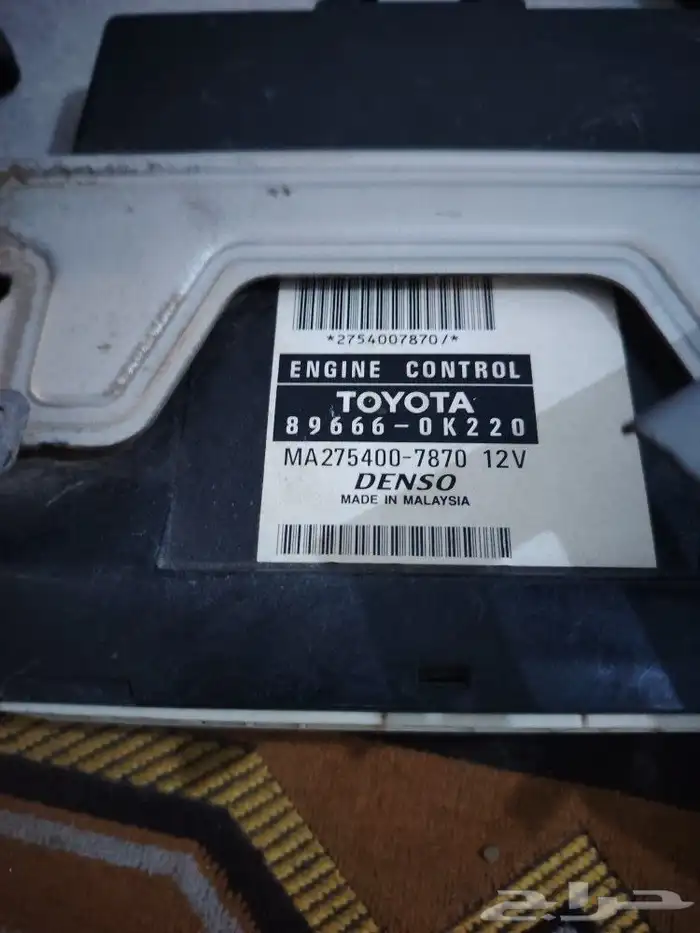 *2754007870/*
ENGINE CONTROL
TOYOTA
89666-0K220
MA275400-7870 12V
DENSO
MADE IN MALAYSIA
حراج